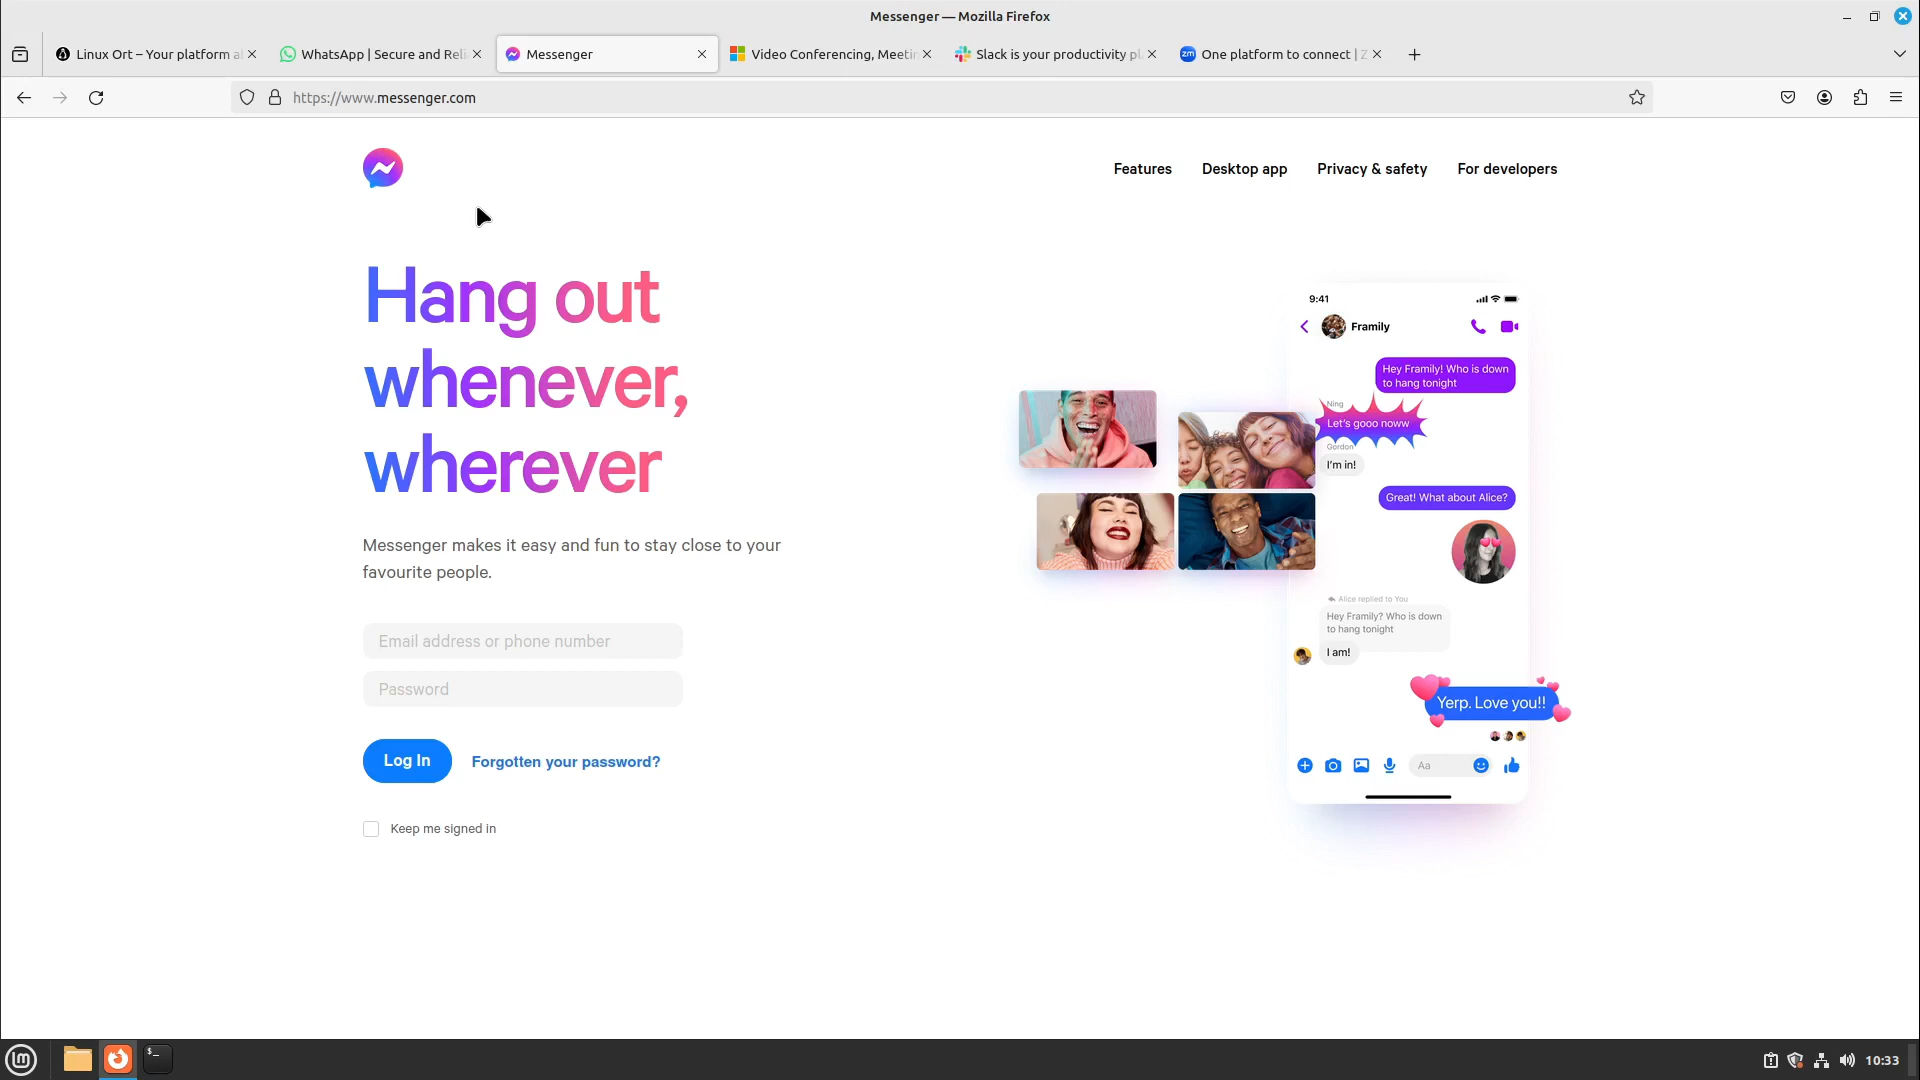 Messenger — Mozilla Firefox
Linux Ort – Your platform a
WhatsApp | Secure and Reli
Messenger
Video Conferencing, Meetin
Slack is your productivity pl
One platform to connect | Z
https://www.messenger.com
Features
Desktop app
Privacy & safety
For developers
Hang out
whenever,
wherever
Messenger makes it easy and fun to stay close to your
favourite people.
Email address or phone number
Password
Log In
Forgotten your password?
Keep me signed in
9:41
Framily
Hey Framily! Who is down
to hang tonight
Ning
Let's gooo noww
Gordon
I'm in!
Great! What about Alice?
Alice replied to You
Hey Framily? Who is down
to hang tonight
I am!
Yerp. Love you!!
Aa
10:33